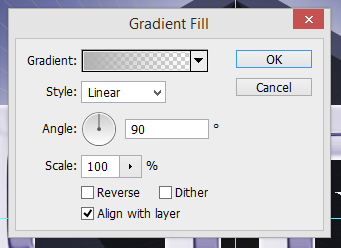 Gradient Fill
Gradient:
OK
Style: Linear
Cancel
Angle: 90 °
Scale: 100 %
Reverse Dither
Align with layer